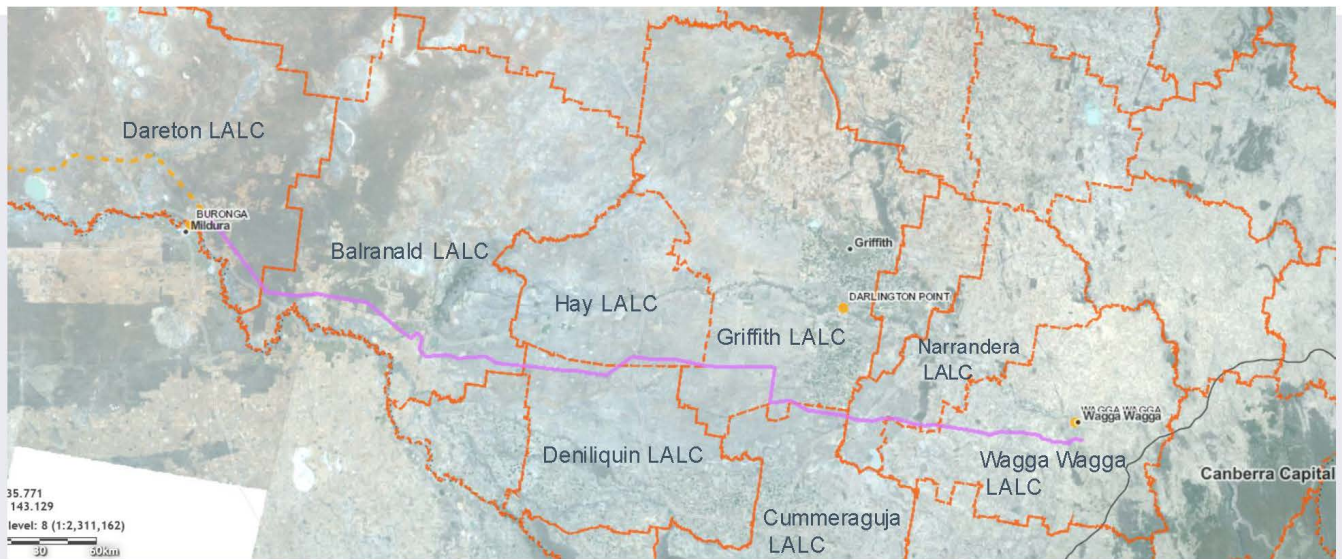 Dareton LALC
BURONGA
Mildura
Balranald LALC
Griffith
Hay LALC
DARLINGTON POINT
Griffith LALC
Narrandera
LALC
WAGGA WAGGA
Wagga Wagga
Deniliquin LALC
Wagga Wagga
LALC
Canberra Capital
Cummeraguja
LALC
35.771
143.129
level: 8 (1:2,311,162)
30 60km